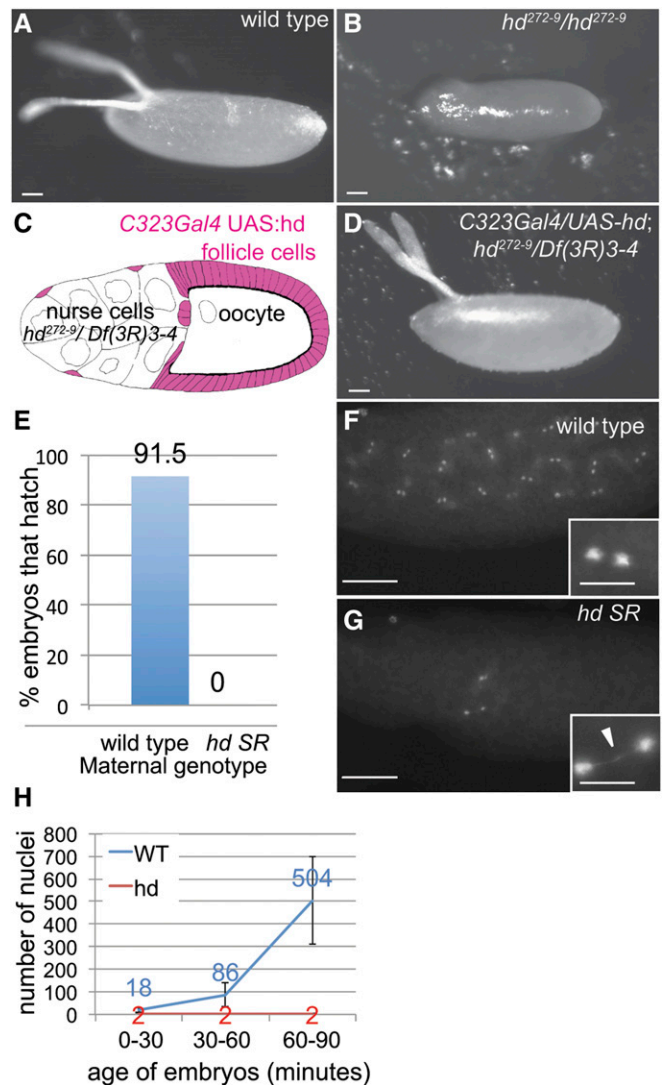 A
wild type
B
hd272-9/hd272-9
C
C323Gal4 UAS:hd
follicle cells
nurse cells
hd272-9/ Df(3R)3-4
oocyte
D
C323Gal4/UAS-hd;
hd272-9/Df(3R)3-4
E
% embryos that hatch
100
80
60
40
20
0
91.5
0
wild type hd SR
Maternal genotype
F
wild type
G
hd SR
H
number of nuclei
800
700
600
500
400
300
200
100
0
WT
hd
18
86
504
2
2
2
0-30 30-60 60-90
age of embryos (minutes)